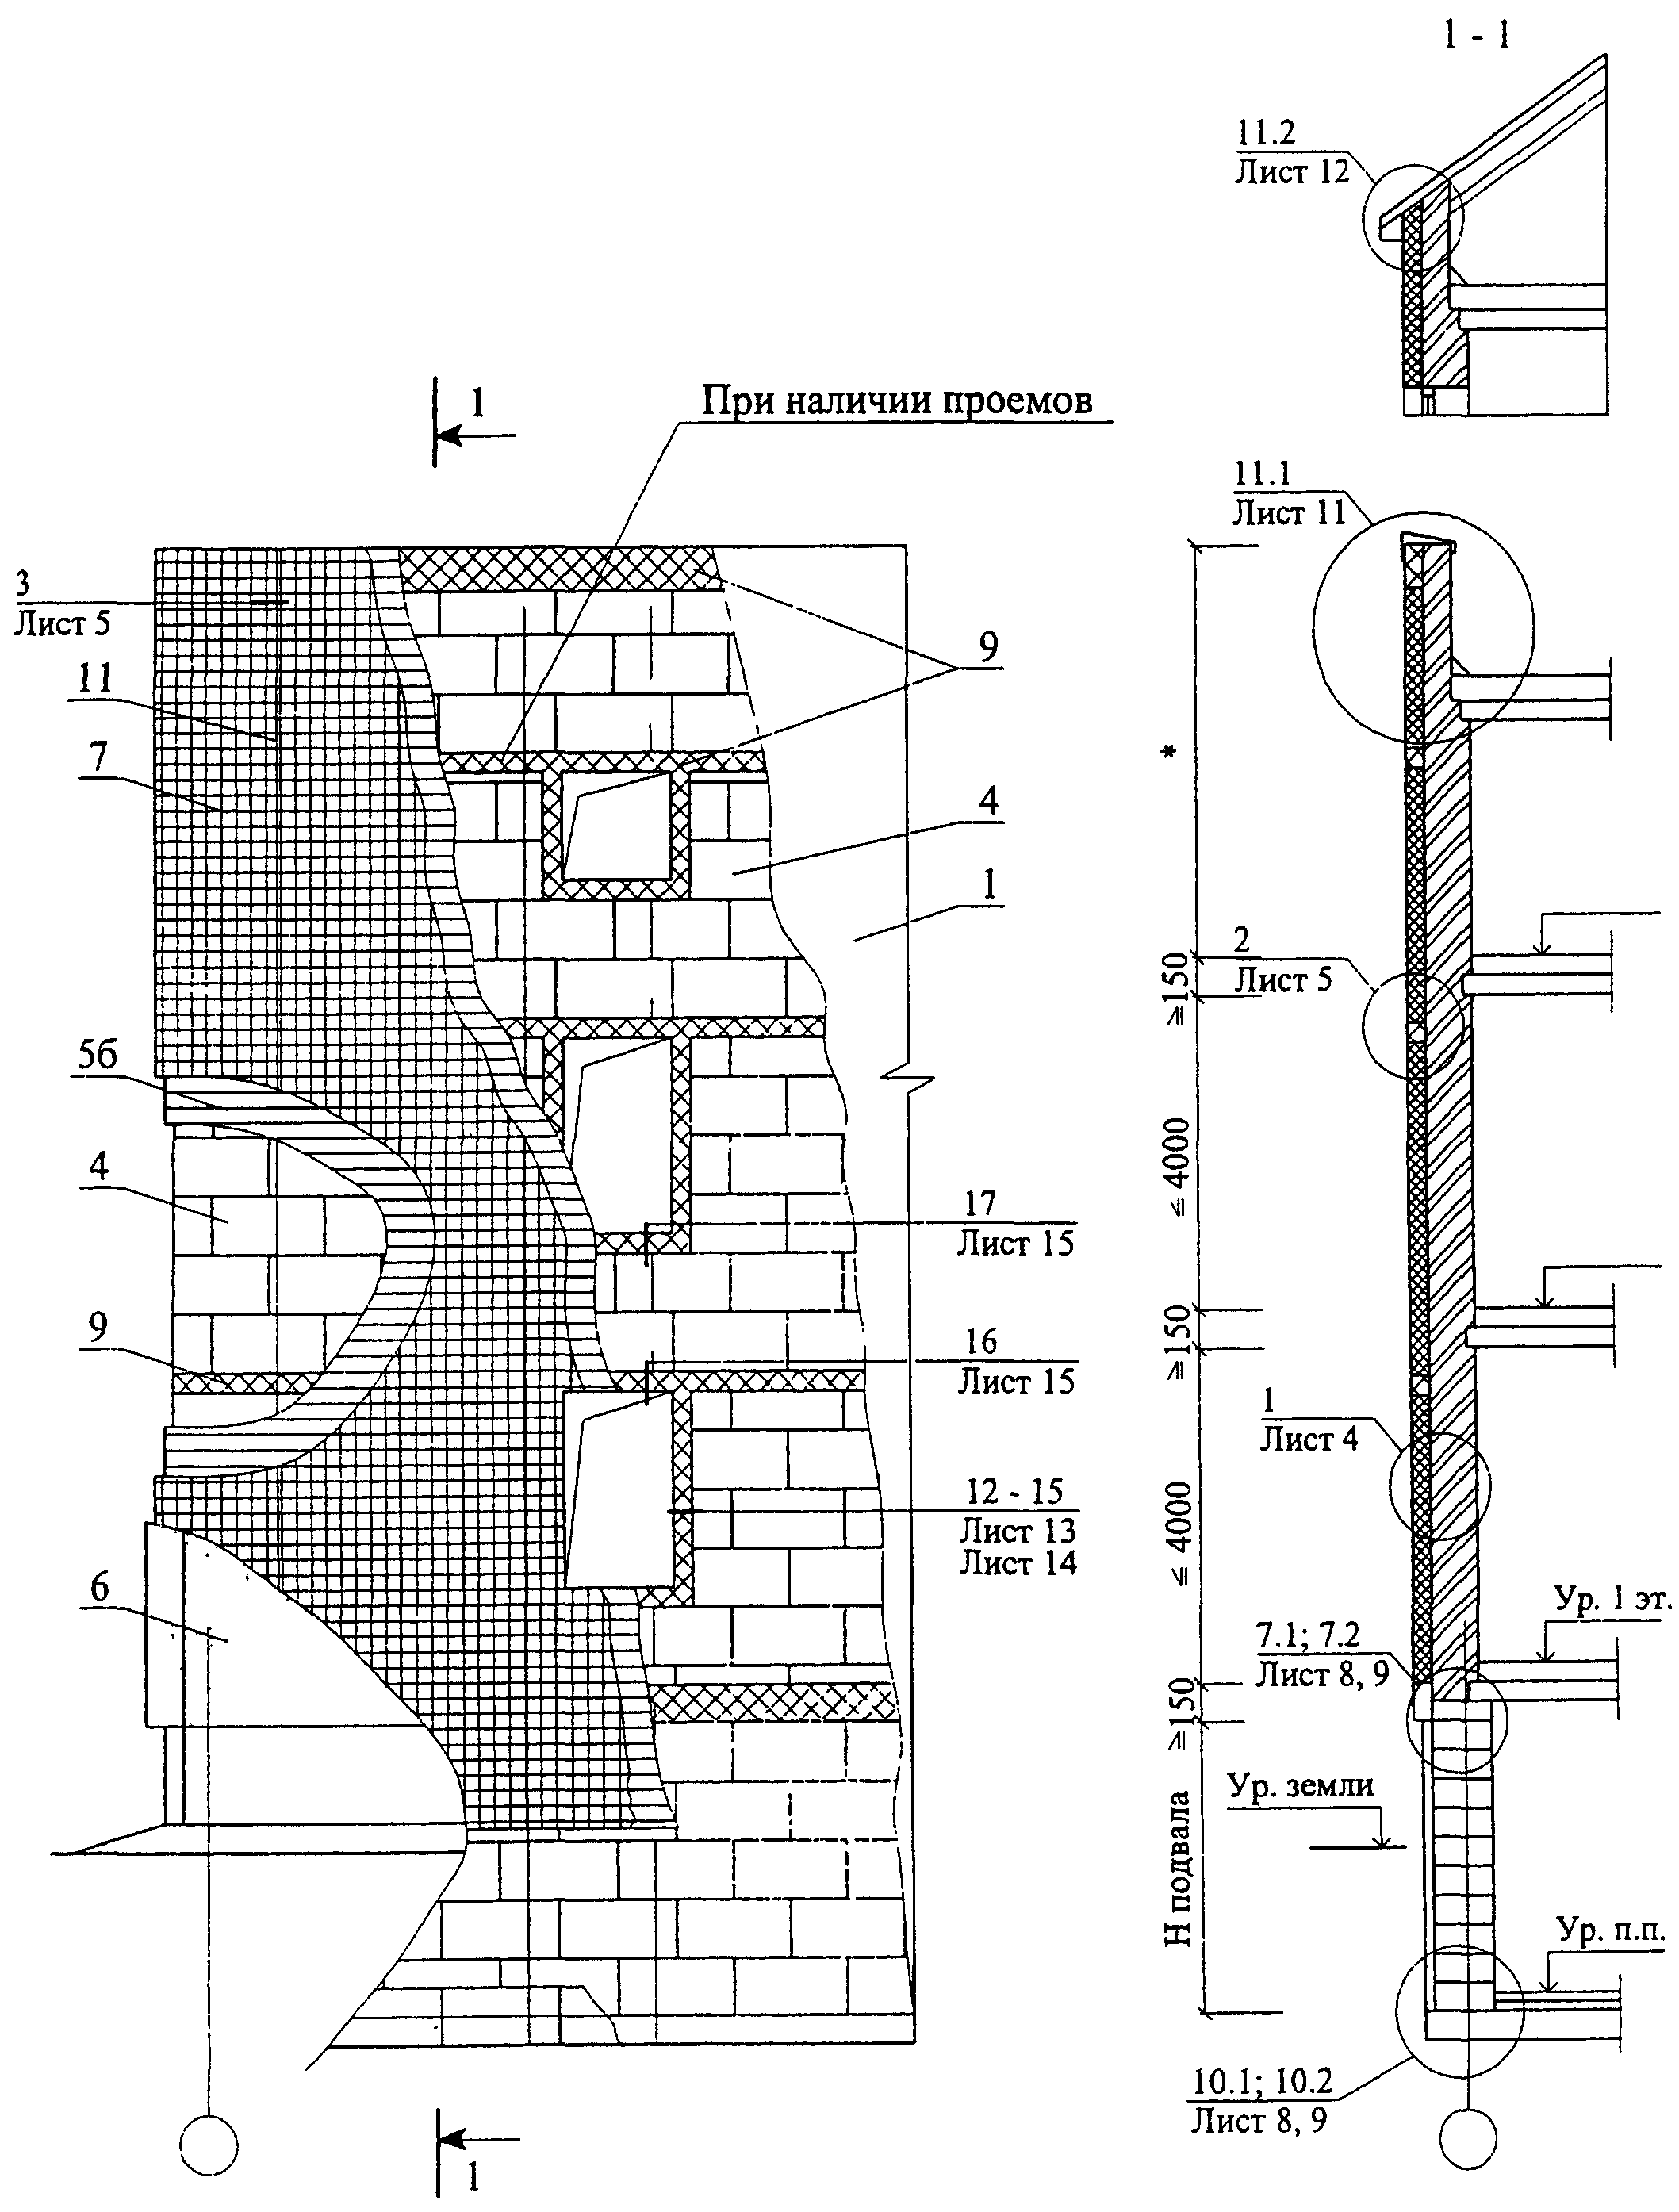 1 - 1
11.2
Лист 12
1
При наличии проемов
11.1
Лист 11
3
Лист 5
11
7
9
4
1
*
2
Лист 5
≥150
5б
≤ 4000
4
17
Лист 15
9
16
Лист 15
≥150
1
Лист 4
12 - 15
Лист 13
Лист 14
≤ 4000
6
Ур. 1 эт.
7.1; 7.2
Лист 8, 9
≥150
Ур. земли
Н подвала
Ур. п.п.
10.1; 10.2
Лист 8, 9
1